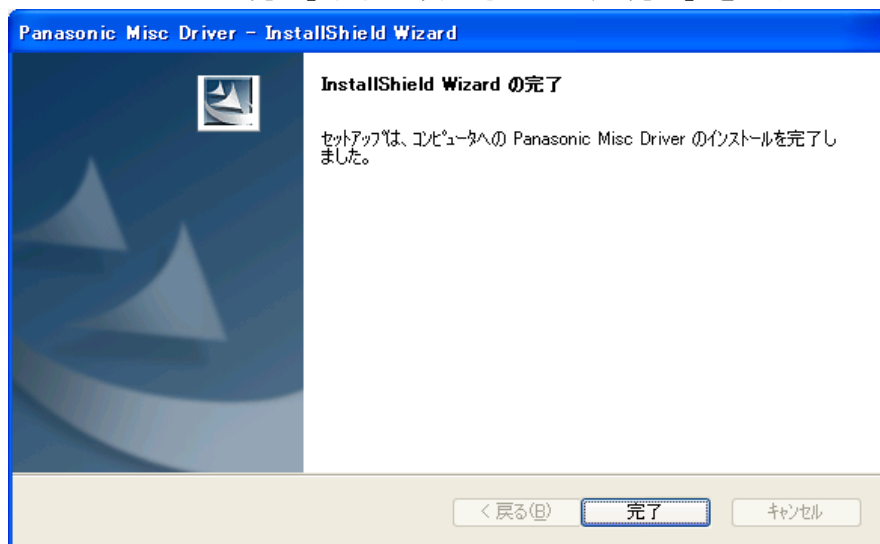 Panasonic Misc Driver - InstallShield Wizard
InstallShield Wizard の完了
セットアップは、コンピュータへの Panasonic Misc Driver のインストールを完了し
ました。
< 戻る(B)
完了
キャンセル